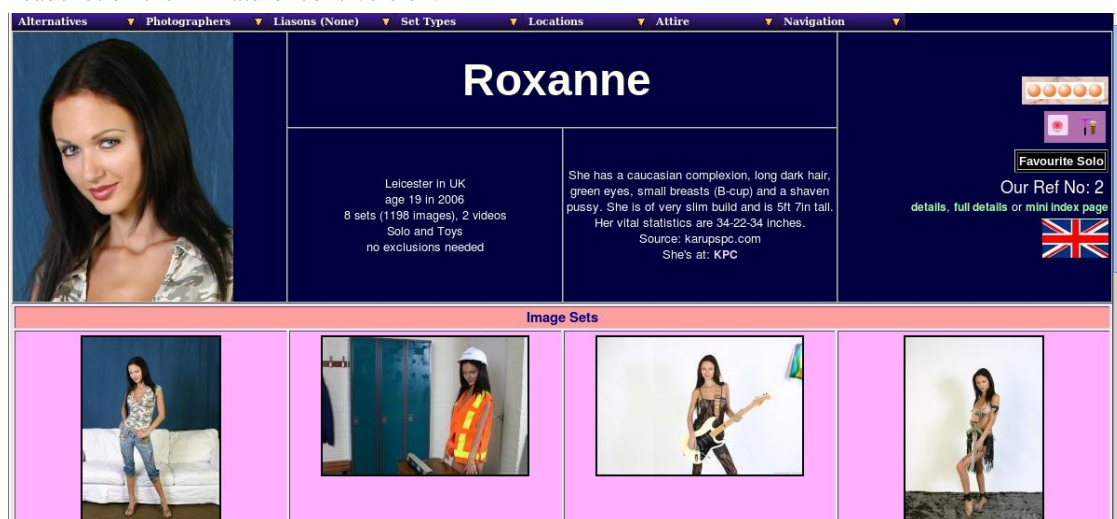 Alternatives Photographers Liasons (None) Set Types Locations Attire Navigation
Roxanne
Leicester in UK
age 19 in 2006
8 sets (1198 images), 2 videos
Solo and Toys
no exclusions needed
She has a caucasian complexion, long dark hair,
green eyes, small breasts (B-cup) and a shaven
pussy. She is of very slim build and is 5ft 7in tall.
Her vital statistics are 34-22-34 inches.
Source: karupspc.com
She's at: KPC
Favourite Solo
Our Ref No: 2
details, full details or mini index page
Image Sets